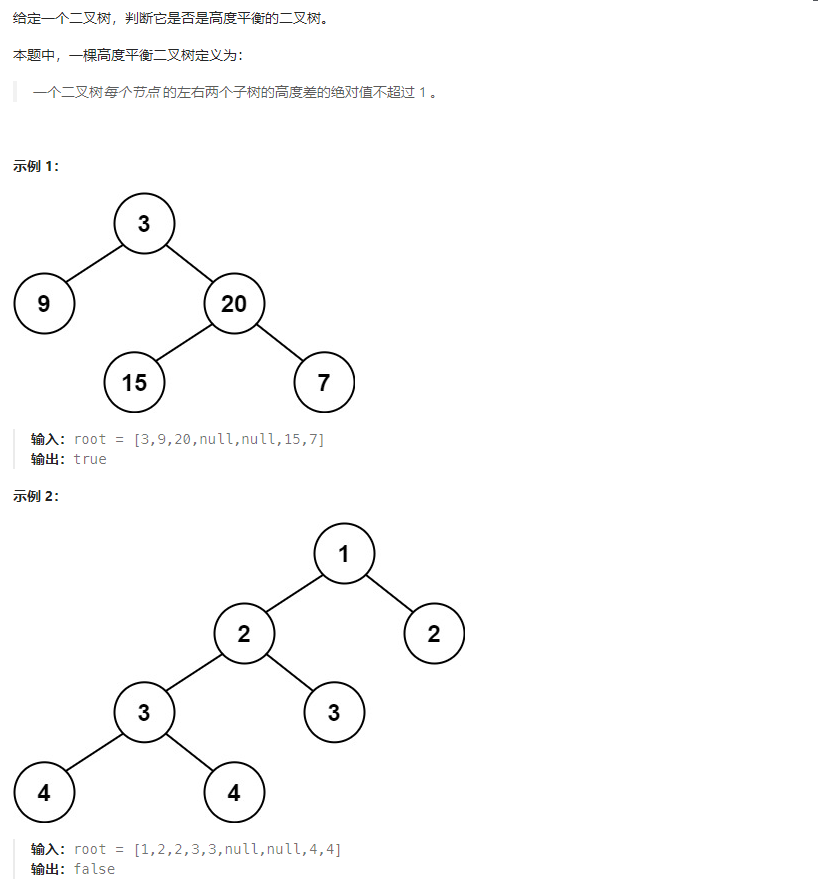 给定一个二叉树，判断它是否是高度平衡的二叉树。
本题中，一棵高度平衡二叉树定义为：
一个二叉树每个节点 的左右两个子树的高度差的绝对值不超过 1 。
示例 1：
3
9
20
15
7
输入：root = [3,9,20,null,null,15,7]
输出：true
示例 2：
1
2
2
3
3
4
4
输入：root = [1,2,2,3,3,null,null,4,4]
输出：false